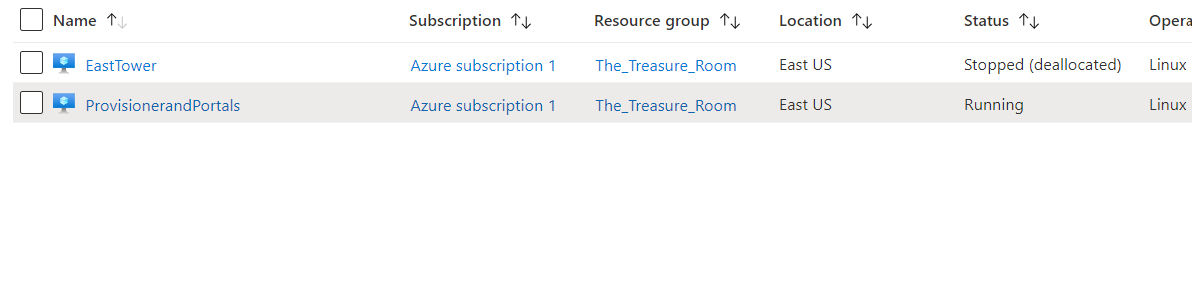 Name Subscription Resource group Location Status Opera
EastTower Azure subscription 1 The_Treasure_Room East US Stopped (deallocated) Linux
ProvisionerandPortals Azure subscription 1 The_Treasure_Room East US Running Linux